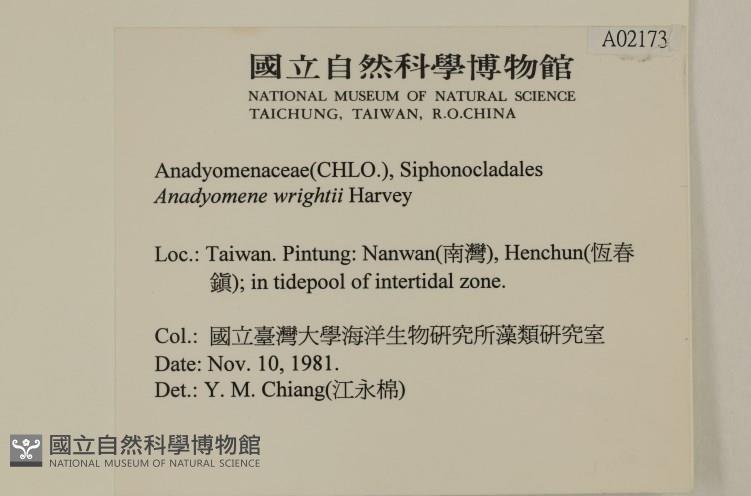 A02173
國立自然科學博物館
NATIONAL MUSEUM OF NATURAL SCIENCE
TAICHUNG, TAIWAN, R.O.CHINA
Anadyomenaceae(CHLO.), Siphonocladales
Anadyomene wrightii Harvey
Loc.: Taiwan. Pintung: Nanwan(南灣), Henchun(恆春
鎭); in tidepool of intertidal zone.
Col.: 國立臺灣大學海洋生物硏究所藻類硏究室
Date: Nov. 10, 1981.
Det.: Y. M. Chiang(江永棉)
國立自然科學博物館
NATIONAL MUSEUM OF NATURAL SCIENCE